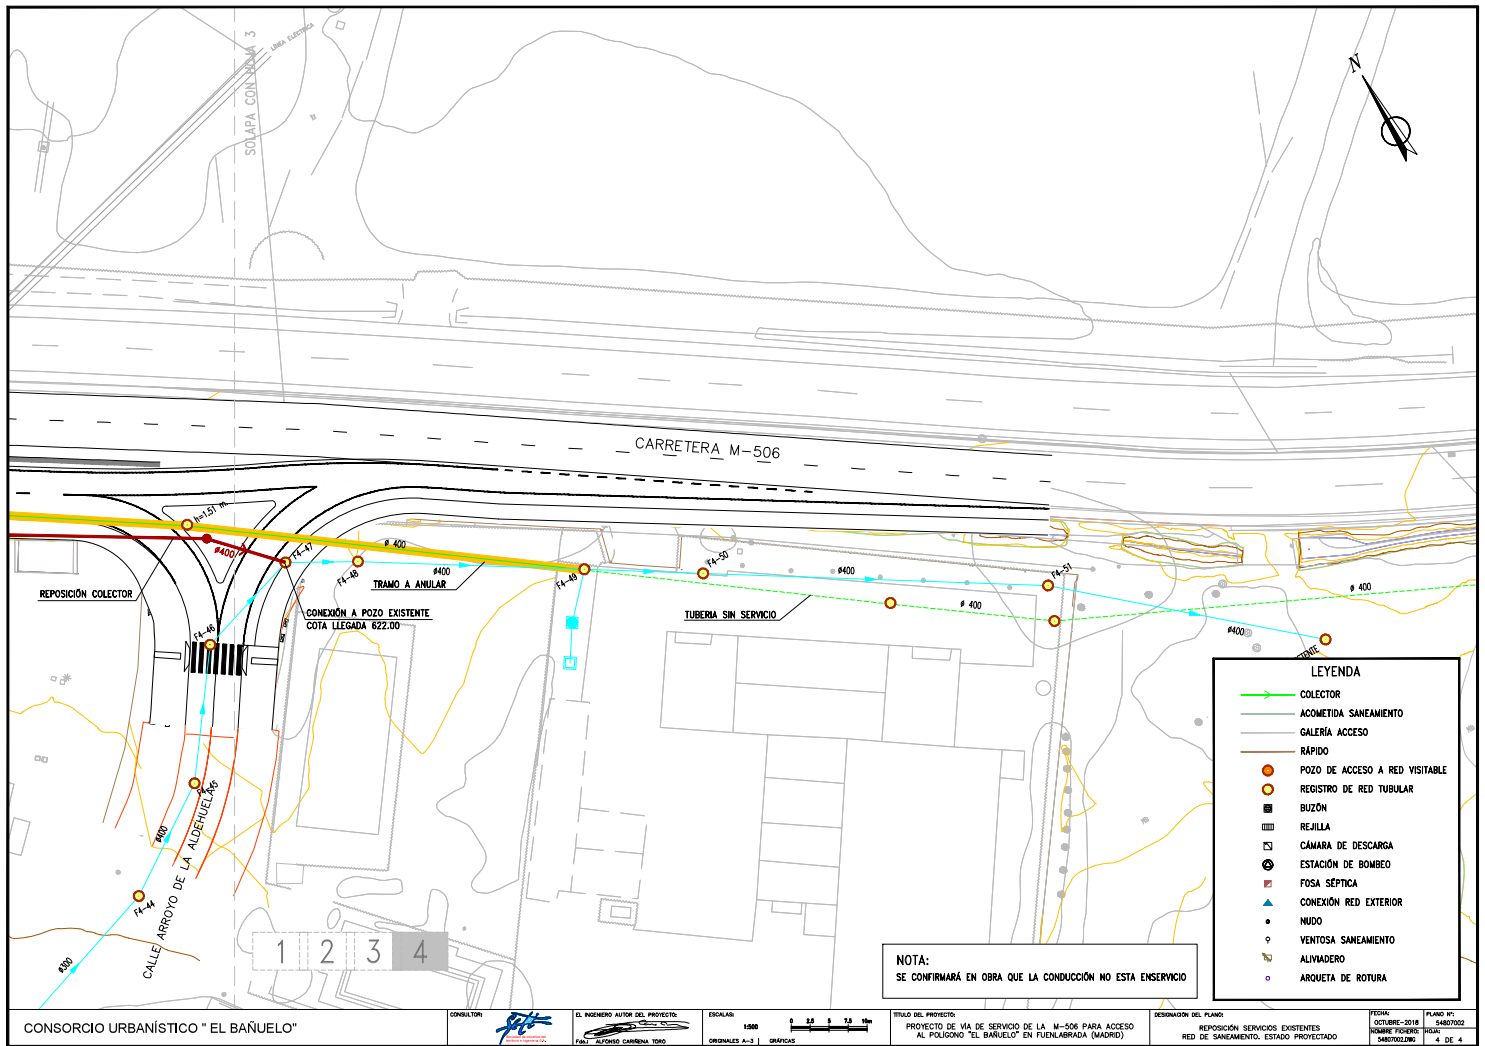 SOLAPA CON HOJA 3
LÍNEA ELÉCTRICA
N
CARRETERA M-506
h=1,51 m.
ø400
F4-47
ø 400
F4-48
TRAMO A ANULAR
ø400
F4-49
F4-50
ø400
F4-51
REPOSICIÓN COLECTOR
CONEXIÓN A POZO EXISTENTE
COTA LLEGADA 622.00
TUBERIA SIN SERVICIO
ø 400
ø 400
ø400
F4-46
F4-45
ø400
F4-44
ø300
CALLE ARROYO DE LA ALDEHUELA
1 2 3 4
LEYENDA
COLECTOR
ACOMETIDA SANEAMIENTO
GALERÍA ACCESO
RÁPIDO
POZO DE ACCESO A RED VISITABLE
REGISTRO DE RED TUBULAR
BUZÓN
REJILLA
CÁMARA DE DESCARGA
ESTACIÓN DE BOMBEO
FOSA SÉPTICA
CONEXIÓN RED EXTERIOR
NUDO
VENTOSA SANEAMIENTO
ALIVIADERO
ARQUETA DE ROTURA
NOTA:
SE CONFIRMARÁ EN OBRA QUE LA CONDUCCIÓN NO ESTA ENSERVICIO
CONSORCIO URBANÍSTICO " EL BAÑUELO"
CONSULTOR:
EL INGENIERO AUTOR DEL PROYECTO:
Fdo.: ALFONSO CARIÑENA TORO
ESCALAS:
1:500
ORIGINALES A-3
GRÁFICAS
0 2.5 5 7.5 10m
TÍTULO DEL PROYECTO:
PROYECTO DE VÍA DE SERVICIO DE LA M-506 PARA ACCESO
AL POLÍGONO "EL BAÑUELO" EN FUENLABRADA (MADRID)
DESIGNACIÓN DEL PLANO:
REPOSICIÓN SERVICIOS EXISTENTES
RED DE SANEAMIENTO. ESTADO PROYECTADO
FECHA:
OCTUBRE-2018
NOMBRE FICHERO:
54807002.DWG
PLANO Nº:
54807002
HOJA:
4 DE 4